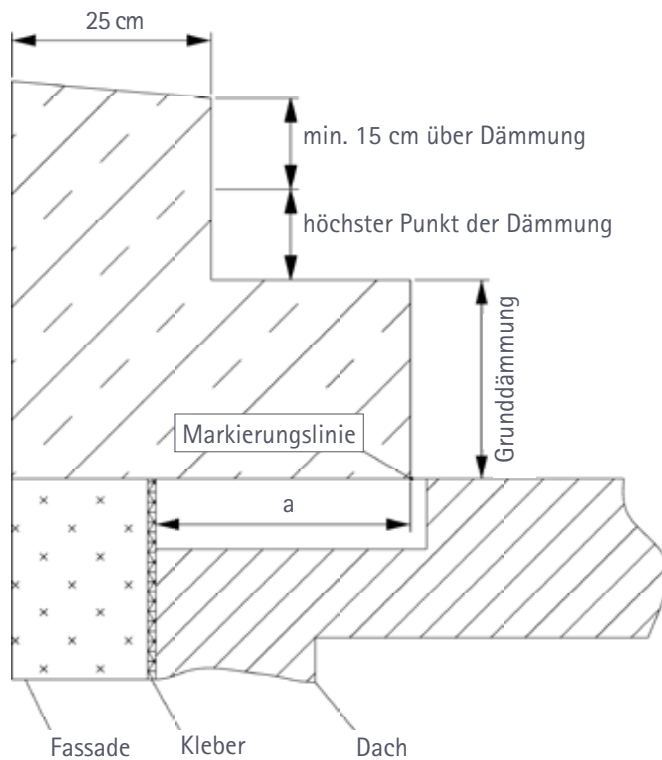 25 cm
min. 15 cm über Dämmung
höchster Punkt der Dämmung
Grunddämmung
Markierungslinie
a
Fassade
Kleber
Dach